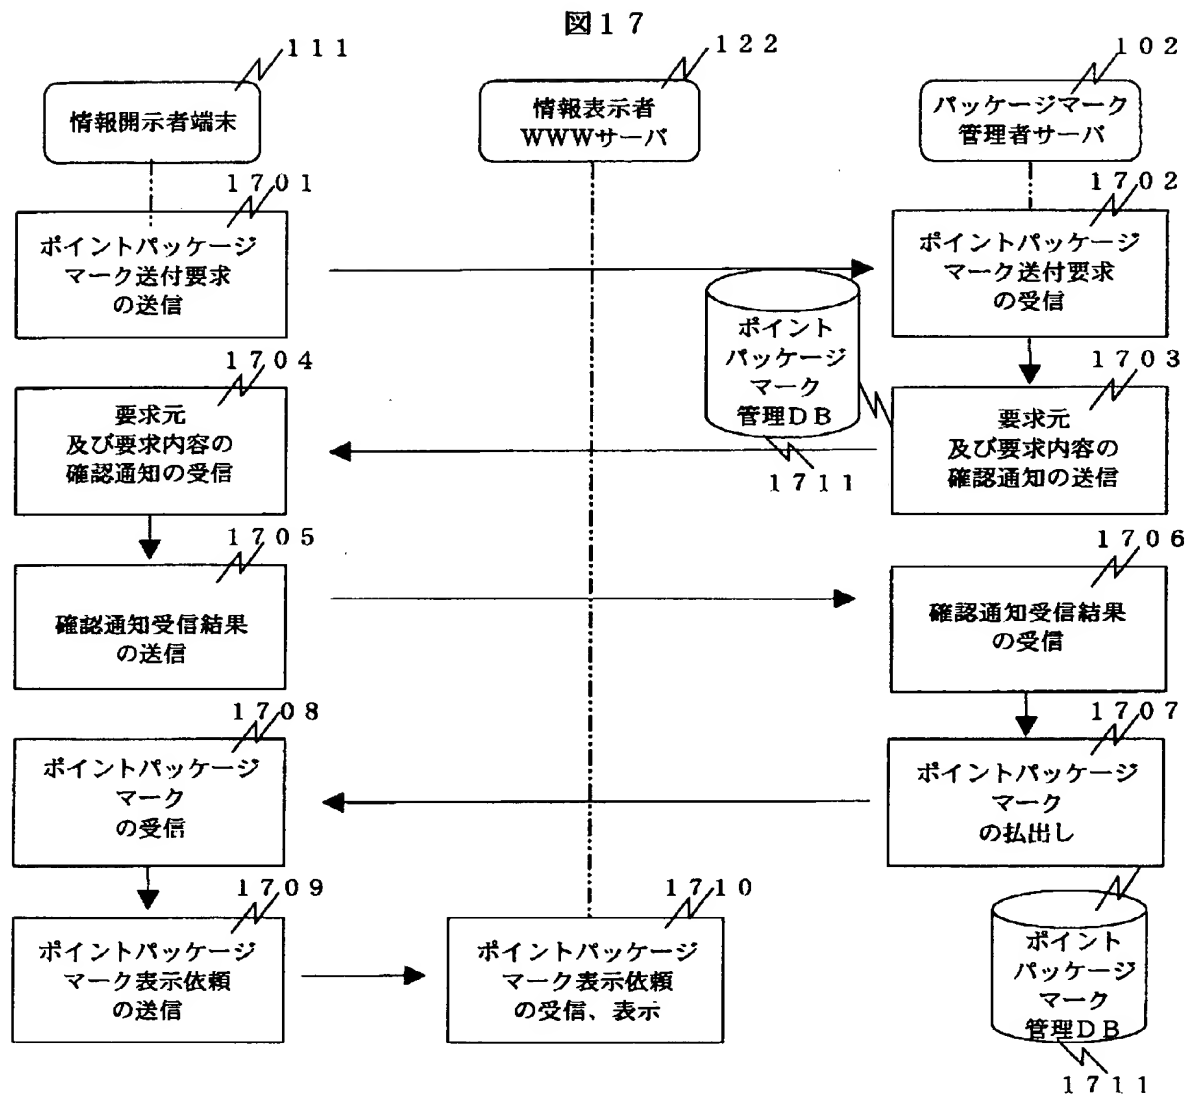 図１７
１１１
１２２
１０２
情報開示者端末
情報表示者
ＷＷＷサーバ
パッケージマーク
管理者サーバ
１７０１
１７０２
ポイントパッケージ
マーク送付要求
の送信
ポイントパッケージ
マーク送付要求
の受信
ポイント
パッケージ
マーク
管理ＤＢ
１７１１
１７０４
１７０３
要求元
及び要求内容の
確認通知の受信
要求元
及び要求内容の
確認通知の送信
１７０５
１７０６
確認通知受信結果
の送信
確認通知受信結果
の受信
１７０８
１７０７
ポイントパッケージ
マーク
の受信
ポイントパッケージ
マーク
の払出し
１７０９
１７１０
ポイントパッケージ
マーク表示依頼
の送信
ポイントパッケージ
マーク表示依頼
の受信、表示
ポイント
パッケージ
マーク
管理ＤＢ
１７１１